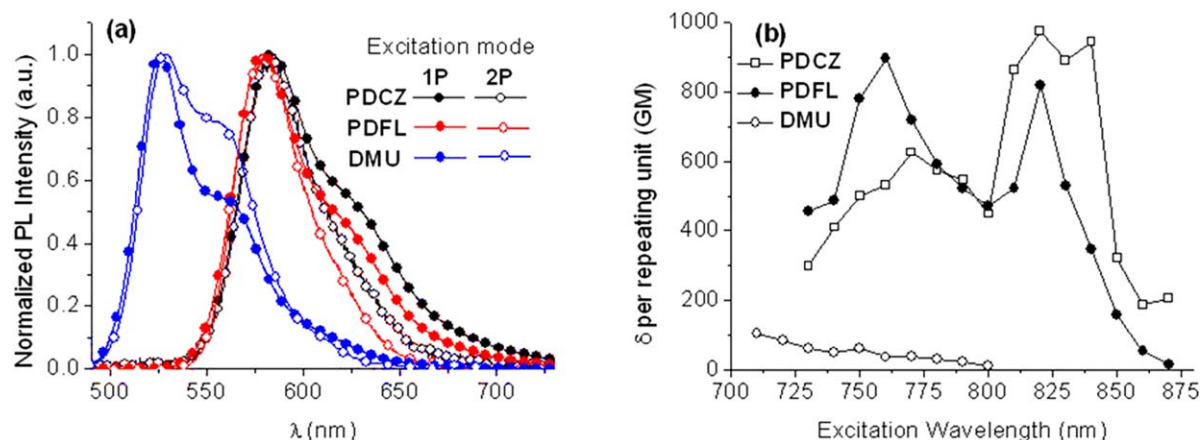 (a)
Excitation mode
1P 2P
PDCZ
PDFL
DMU
Normalized PL Intensity (a.u.)
1.0
0.8
0.6
0.4
0.2
0.0
500 550 600 650 700
λ (nm)
(b)
PDCZ
PDFL
DMU
δ per repeating unit (GM)
1000
800
600
400
200
0
700 725 750 775 800 825 850 875
Excitation Wavelength (nm)